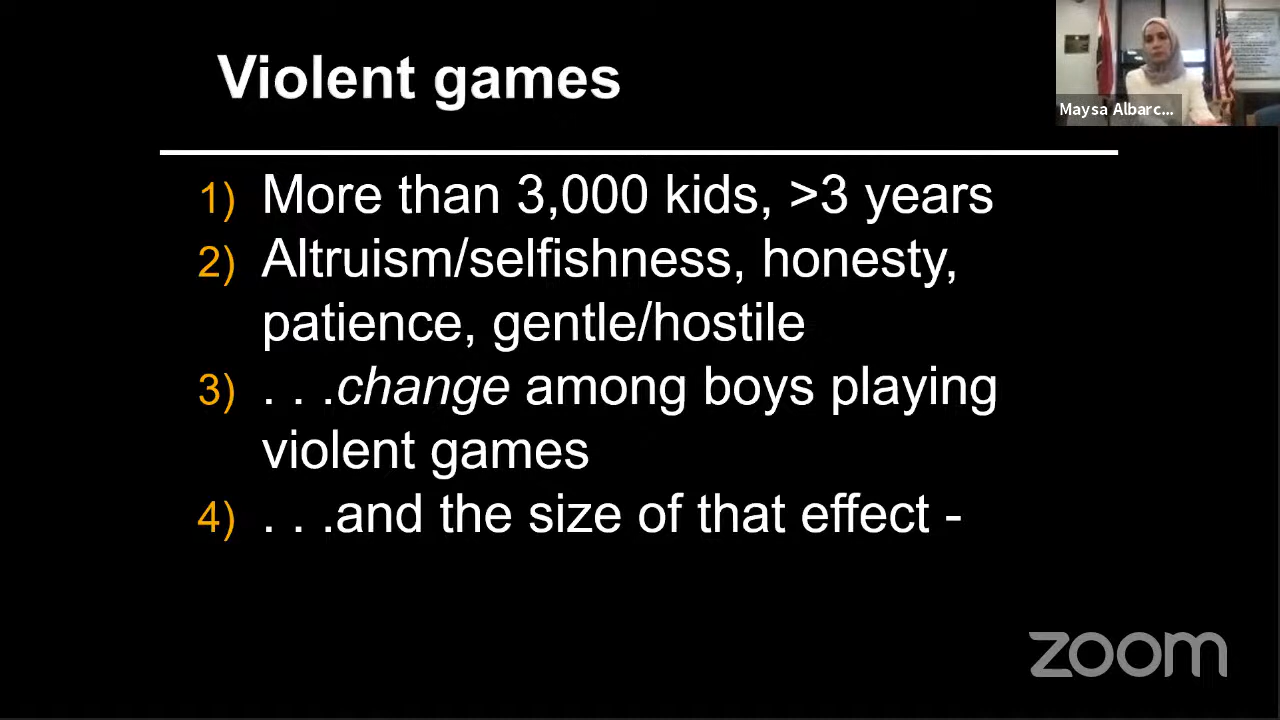 Violent games
Maysa Albarc...
1) More than 3,000 kids, >3 years
2) Altruism/selfishness, honesty,
patience, gentle/hostile
3) . . .change among boys playing
violent games
4) . . .and the size of that effect -
zoom